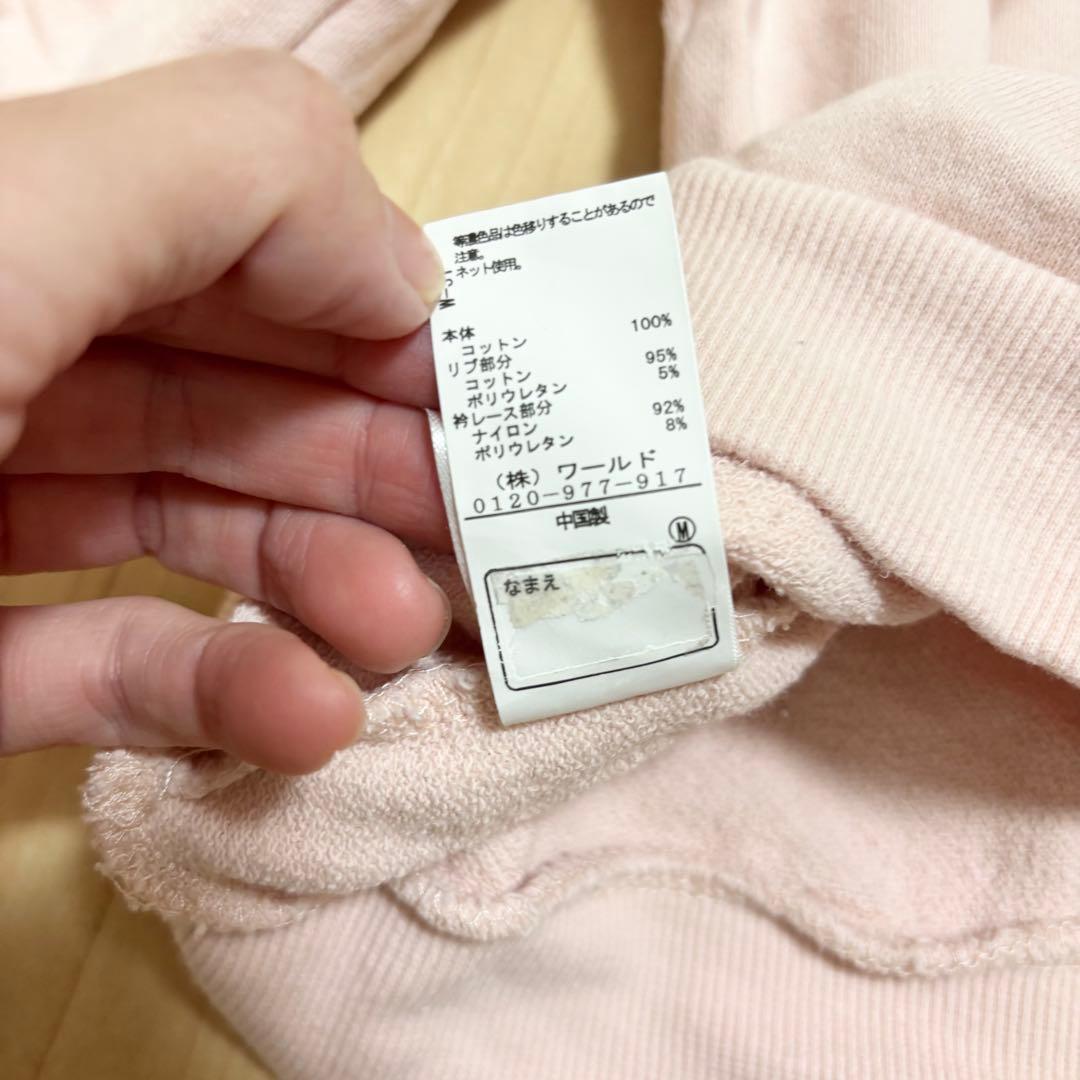 等濃色品は色移りすることがあるので
注意。
ネット使用。
本体
コットン 100%
リブ部分
コットン 95%
ポリウレタン 5%
衿レース部分
ナイロン 92%
ポリウレタン 8%
(株)ワールド
0120-977-917
中国製
M
なまえ